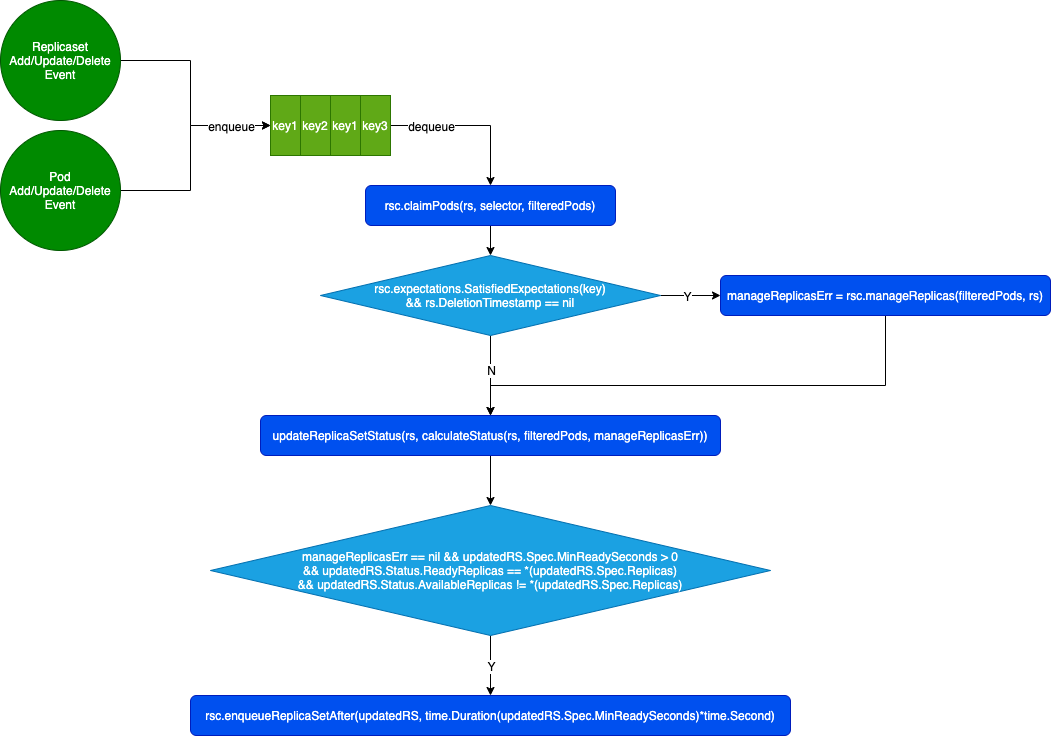 Replicaset
Add/Update/Delete
Event
enqueue
key1 key2 key1 key3
dequeue
Pod
Add/Update/Delete
Event
rsc.claimPods(rs, selector, filteredPods)
rsc.expectations.SatisfiedExpectations(key)
&& rs.DeletionTimestamp == nil
Y
manageReplicasErr = rsc.manageReplicas(filteredPods, rs)
N
updateReplicaSetStatus(rs, calculateStatus(rs, filteredPods, manageReplicasErr))
manageReplicasErr == nil && updatedRS.Spec.MinReadySeconds > 0
&& updatedRS.Status.ReadyReplicas == *(updatedRS.Spec.Replicas)
&& updatedRS.Status.AvailableReplicas != *(updatedRS.Spec.Replicas)
Y
rsc.enqueueReplicaSetAfter(updatedRS, time.Duration(updatedRS.Spec.MinReadySeconds)*time.Second)